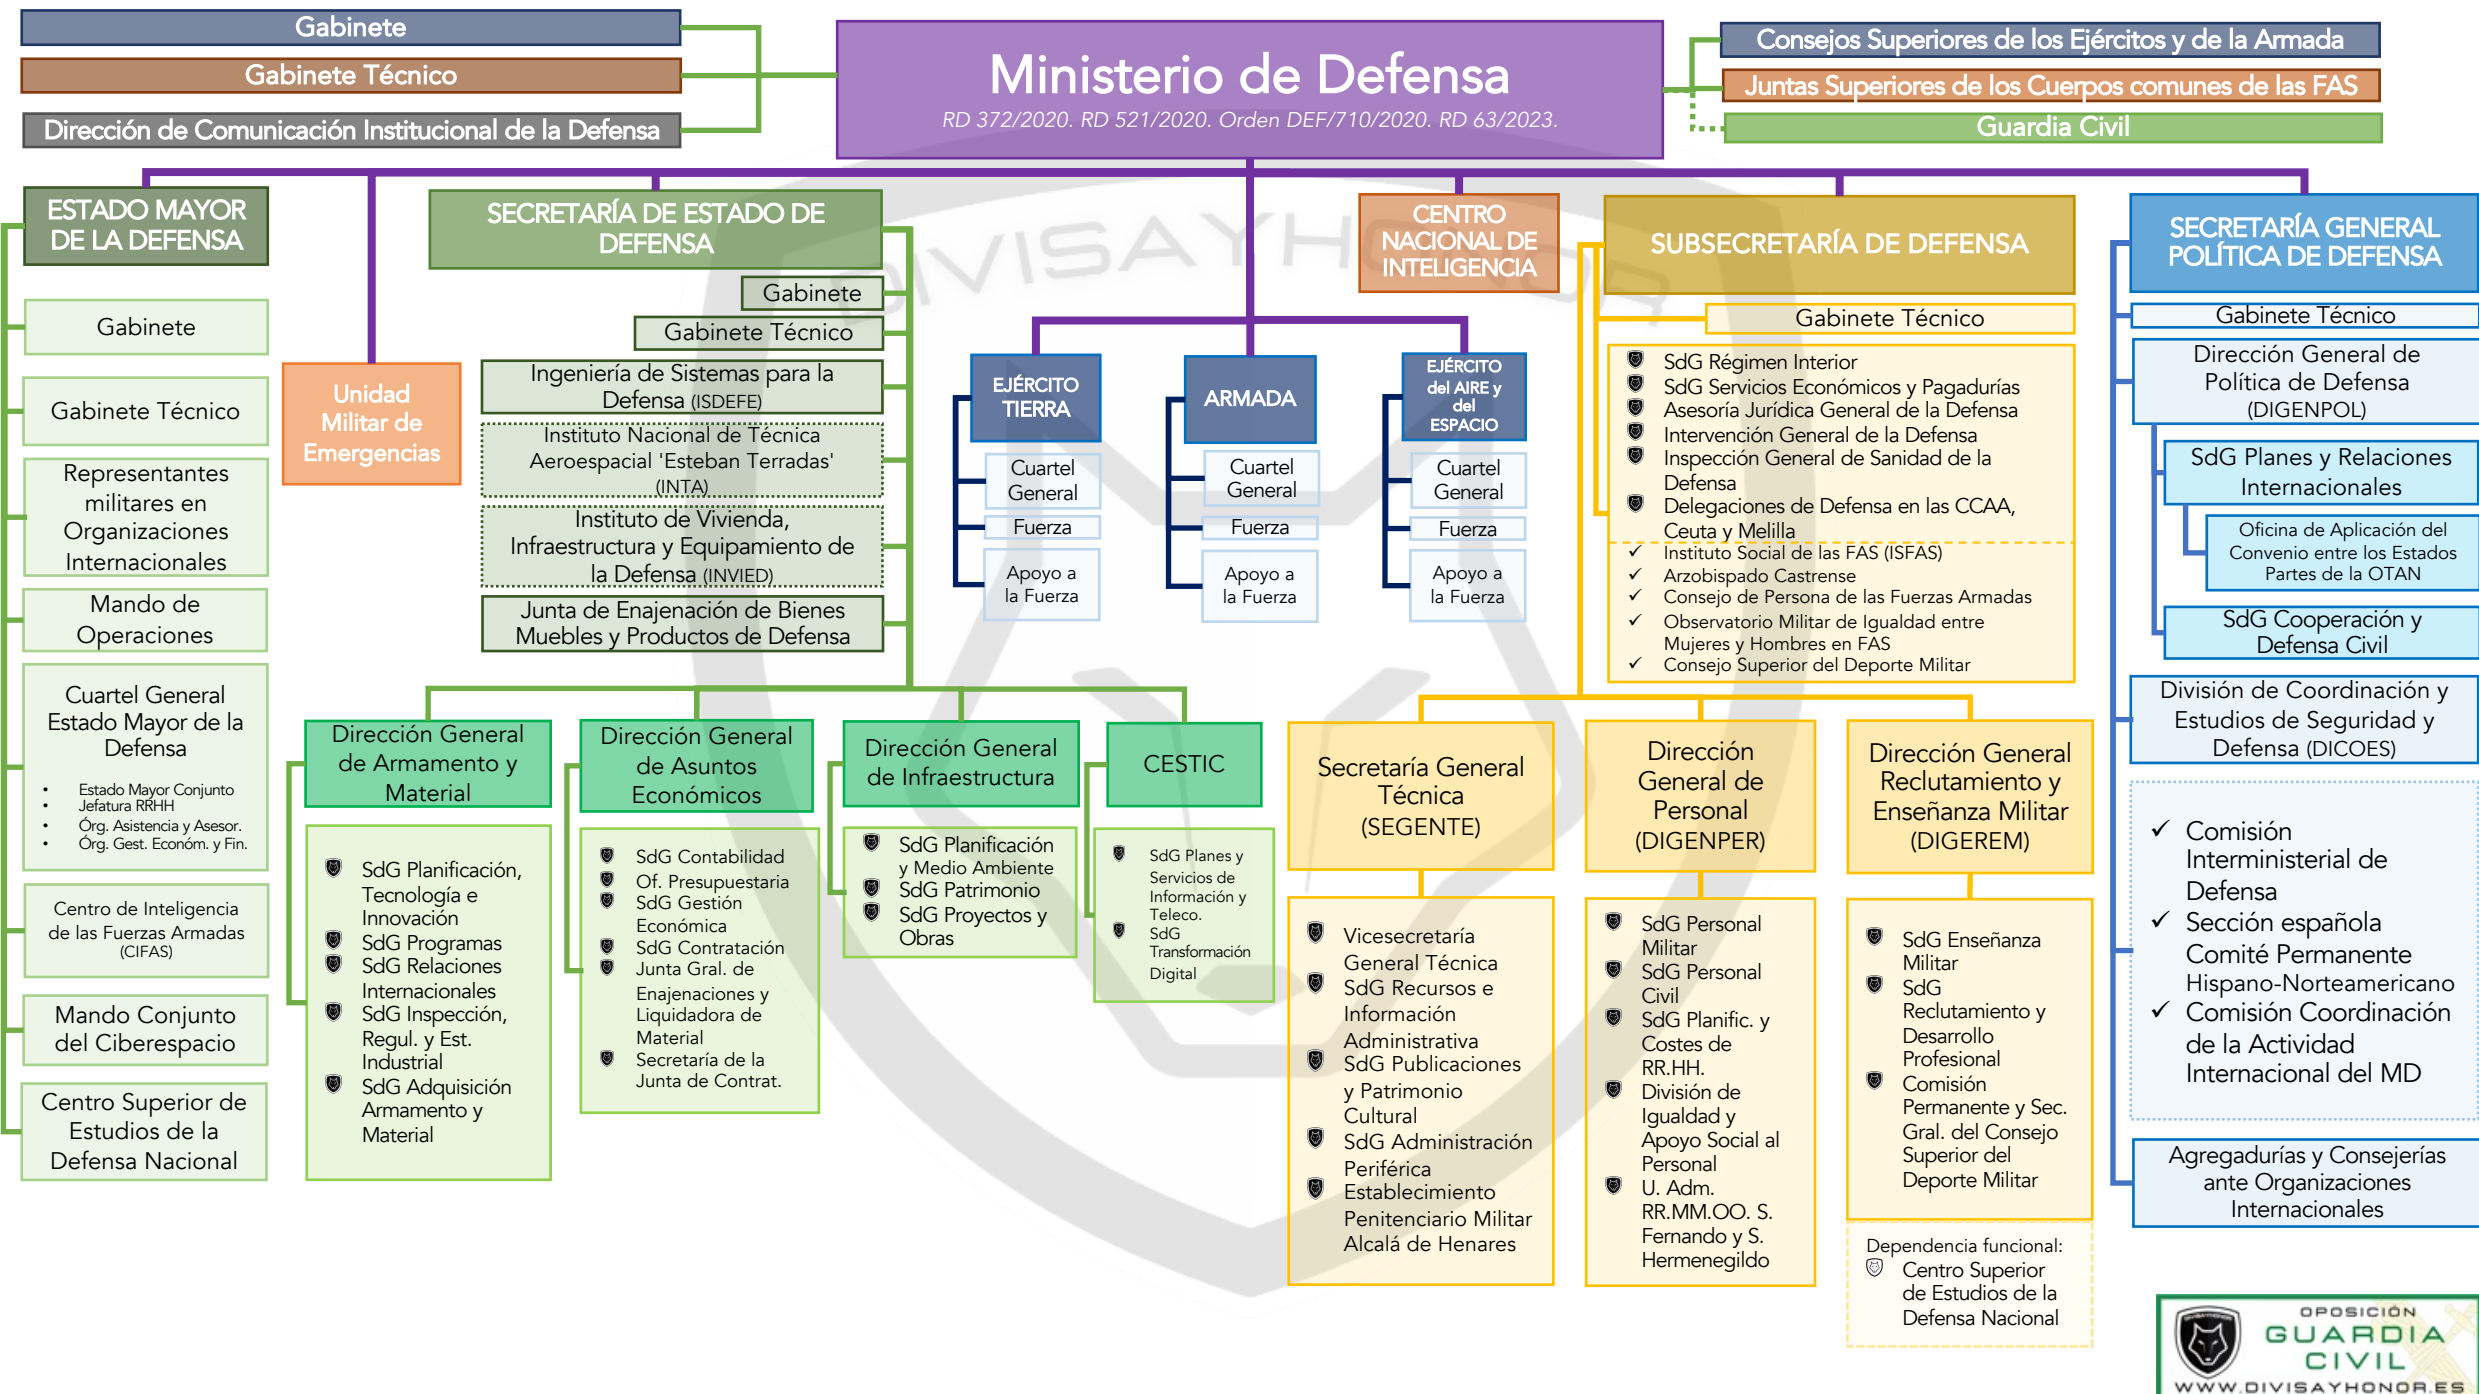 Gabinete
Gabinete Técnico
Dirección de Comunicación Institucional de la Defensa
Ministerio de Defensa
RD 372/2020. RD 521/2020. Orden DEF/710/2020. RD 63/2023.
Consejos Superiores de los Ejércitos y de la Armada
Juntas Superiores de los Cuerpos comunes de las FAS
Guardia Civil
DIVISAYHONOR
ESTADO MAYOR
DE LA DEFENSA
Gabinete
Gabinete Técnico
Representantes
militares en
Organizaciones
Internacionales
Mando de
Operaciones
Cuartel General
Estado Mayor de la
Defensa
• Estado Mayor Conjunto
• Jefatura RRHH
• Órg. Asistencia y Asesor.
• Órg. Gest. Económ. y Fin.
Centro de Inteligencia
de las Fuerzas Armadas
(CIFAS)
Mando Conjunto
del Ciberespacio
Centro Superior de
Estudios de la
Defensa Nacional
Unidad
Militar de
Emergencias
SECRETARÍA DE ESTADO DE
DEFENSA
Gabinete
Gabinete Técnico
Ingeniería de Sistemas para la
Defensa (ISDEFE)
Instituto Nacional de Técnica
Aeroespacial 'Esteban Terradas'
(INTA)
Instituto de Vivienda,
Infraestructura y Equipamiento de
la Defensa (INVIED)
Junta de Enajenación de Bienes
Muebles y Productos de Defensa
Dirección General
de Armamento y
Material
SdG Planificación,
Tecnología e
Innovación
SdG Programas
SdG Relaciones
Internacionales
SdG Inspección,
Regul. y Est.
Industrial
SdG Adquisición
Armamento y
Material
Dirección General
de Asuntos
Económicos
SdG Contabilidad
Of. Presupuestaria
SdG Gestión
Económica
SdG Contratación
Junta Gral. de
Enajenaciones y
Liquidadora de
Material
Secretaría de la
Junta de Contrat.
Dirección General
de Infraestructura
SdG Planificación
y Medio Ambiente
SdG Patrimonio
SdG Proyectos y
Obras
CESTIC
SdG Planes y
Servicios de
Información y
Teleco.
SdG
Transformación
Digital
EJÉRCITO
TIERRA
Cuartel
General
Fuerza
Apoyo a
la Fuerza
ARMADA
Cuartel
General
Fuerza
Apoyo a
la Fuerza
EJÉRCITO
del AIRE y
del
ESPACIO
Cuartel
General
Fuerza
Apoyo a
la Fuerza
CENTRO
NACIONAL DE
INTELIGENCIA
SUBSECRETARÍA DE DEFENSA
Gabinete Técnico
SdG Régimen Interior
SdG Servicios Económicos y Pagadurías
Asesoría Jurídica General de la Defensa
Intervención General de la Defensa
Inspección General de Sanidad de la
Defensa
Delegaciones de Defensa en las CCAA,
Ceuta y Melilla
✓ Instituto Social de las FAS (ISFAS)
✓ Arzobispado Castrense
✓ Consejo de Persona de las Fuerzas Armadas
✓ Observatorio Militar de Igualdad entre
Mujeres y Hombres en FAS
✓ Consejo Superior del Deporte Militar
Secretaría General
Técnica
(SEGENTE)
Vicesecretaría
General Técnica
SdG Recursos e
Información
Administrativa
SdG Publicaciones
y Patrimonio
Cultural
SdG Administración
Periférica
Establecimiento
Penitenciario Militar
Alcalá de Henares
Dirección
General de
Personal
(DIGENPER)
SdG Personal
Militar
SdG Personal
Civil
SdG Planific. y
Costes de
RR.HH.
División de
Igualdad y
Apoyo Social al
Personal
U. Adm.
RR.MM.OO. S.
Fernando y S.
Hermenegildo
Dirección General
Reclutamiento y
Enseñanza Militar
(DIGEREM)
SdG Enseñanza
Militar
SdG
Reclutamiento y
Desarrollo
Profesional
Comisión
Permanente y Sec.
Gral. del Consejo
Superior del
Deporte Militar
Dependencia funcional:
Centro Superior
de Estudios de la
Defensa Nacional
SECRETARÍA GENERAL
POLÍTICA DE DEFENSA
Gabinete Técnico
Dirección General de
Política de Defensa
(DIGENPOL)
SdG Planes y Relaciones
Internacionales
Oficina de Aplicación del
Convenio entre los Estados
Partes de la OTAN
SdG Cooperación y
Defensa Civil
División de Coordinación y
Estudios de Seguridad y
Defensa (DICOES)
✓ Comisión
Interministerial de
Defensa
✓ Sección española
Comité Permanente
Hispano-Norteamericano
✓ Comisión Coordinación
de la Actividad
Internacional del MD
Agregadurías y Consejerías
ante Organizaciones
Internacionales
OPOSICIÓN
GUARDIA
CIVIL
WWW.DIVISAYHONOR.ES